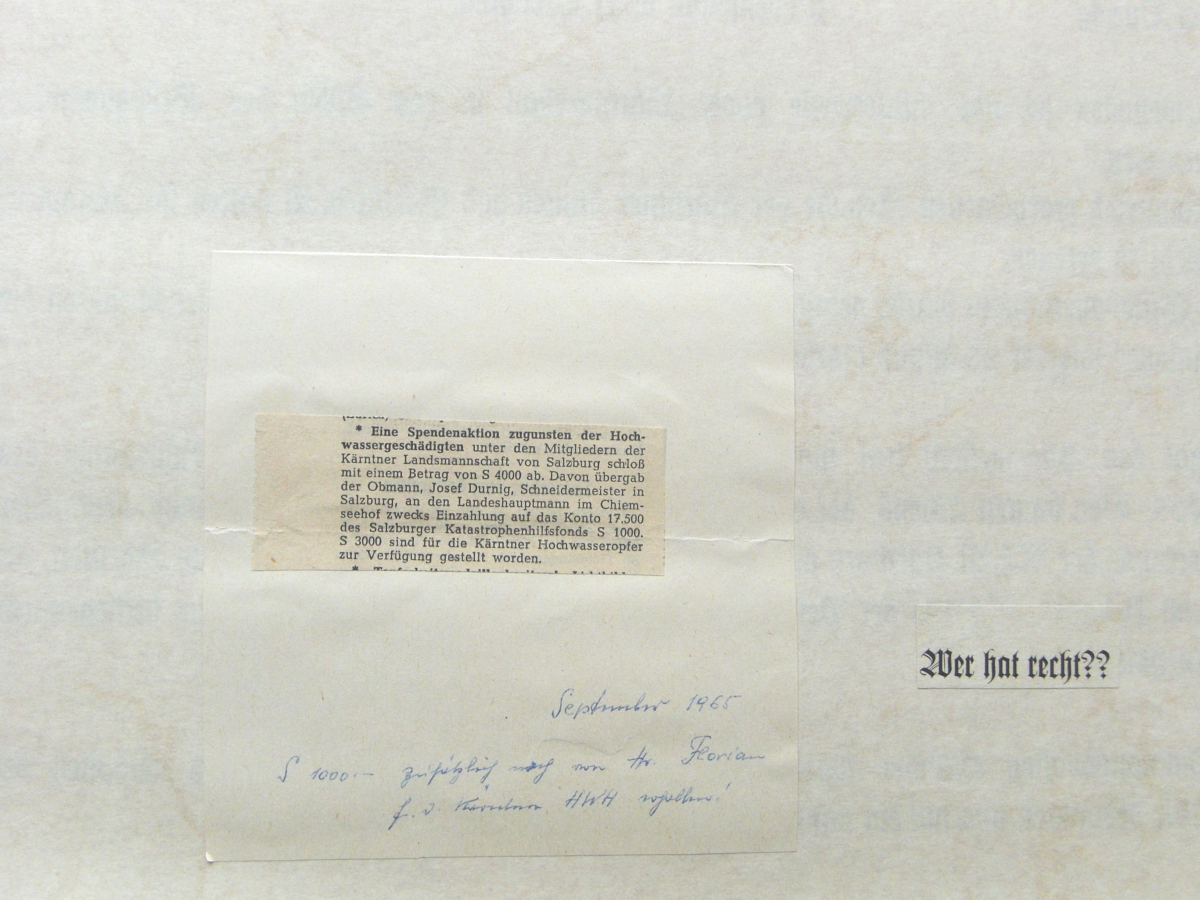 * Eine Spendenaktion zugunsten der Hoch-
wassergeschädigten unter den Mitgliedern der
Kärntner Landsmannschaft von Salzburg schloß
mit einem Betrag von S 4000 ab. Davon übergab
der Obmann, Josef Durnig, Schneidermeister in
Salzburg, an den Landeshauptmann im Chiem-
seehof zwecks Einzahlung auf das Konto 17.500
des Salzburger Katastrophenhilfsfonds S 1000.
S 3000 sind für die Kärntner Hochwasseropfer
zur Verfügung gestellt worden.
Wer hat recht??
September 1965
S 1000.— zusätzlich noch von Hr. Florian
f. d. Kärntner HWH